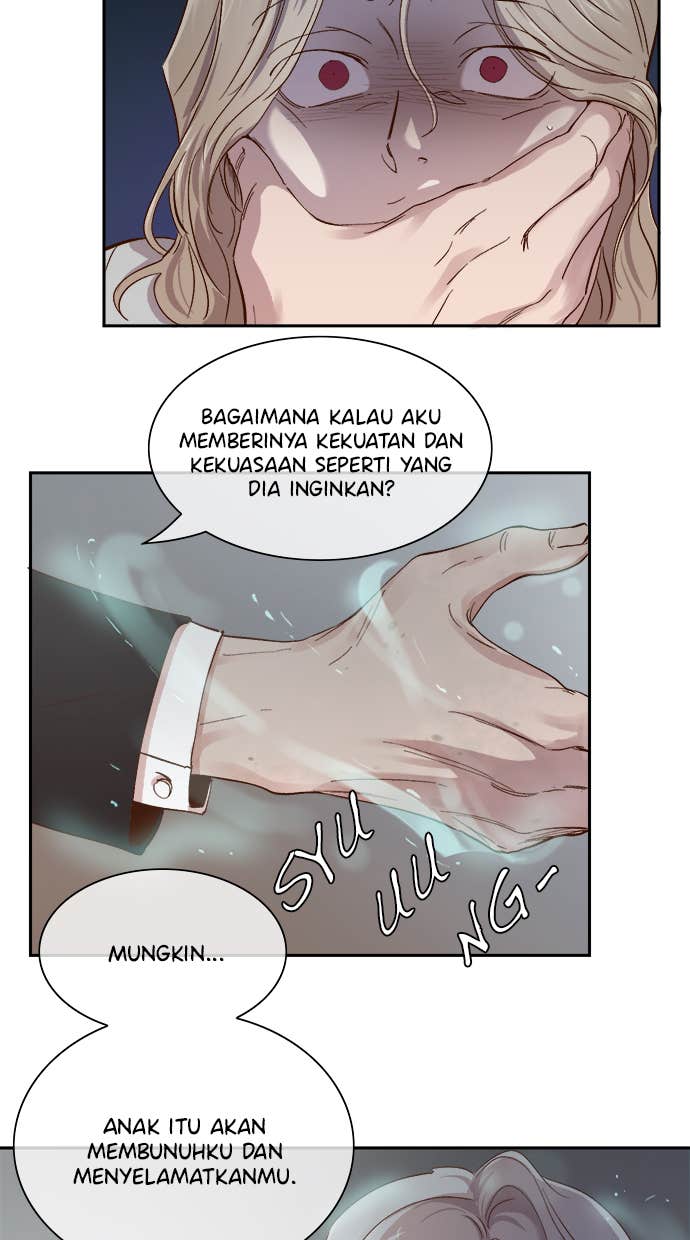 BAGAIMANA KALAU AKU
MEMBERINYA KEKUATAN DAN
KEKUASAAN SEPERTI YANG
DIA INGINKAN?
SYU
UU
NG~
MUNGKIN...
ANAK ITU AKAN
MEMBUNUHKU DAN
MENYELAMATKANMU.